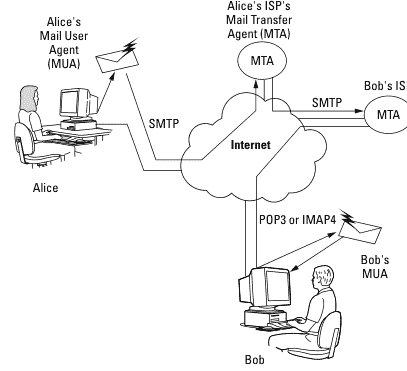 Alice's
Mail User
Agent
(MUA)
Alice's ISP's
Mail Transfer
Agent (MTA)
MTA
Bob's IS
SMTP
MTA
SMTP
Internet
Alice
POP3 or IMAP4
Bob's
MUA
Bob